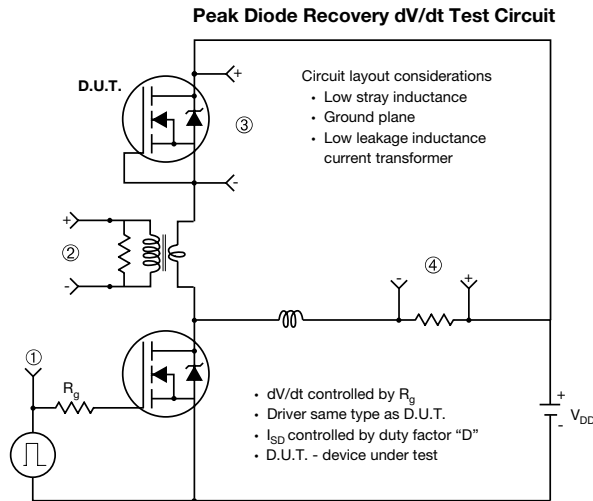 Peak Diode Recovery dV/dt Test Circuit
D.U.T.
+
Circuit layout considerations
• Low stray inductance
• Ground plane
• Low leakage inductance
current transformer
③
-
+
②
-
④
-
+
①
Rg
• dV/dt controlled by Rg
• Driver same type as D.U.T.
• ISD controlled by duty factor “D”
• D.U.T. - device under test
+
VDD
-